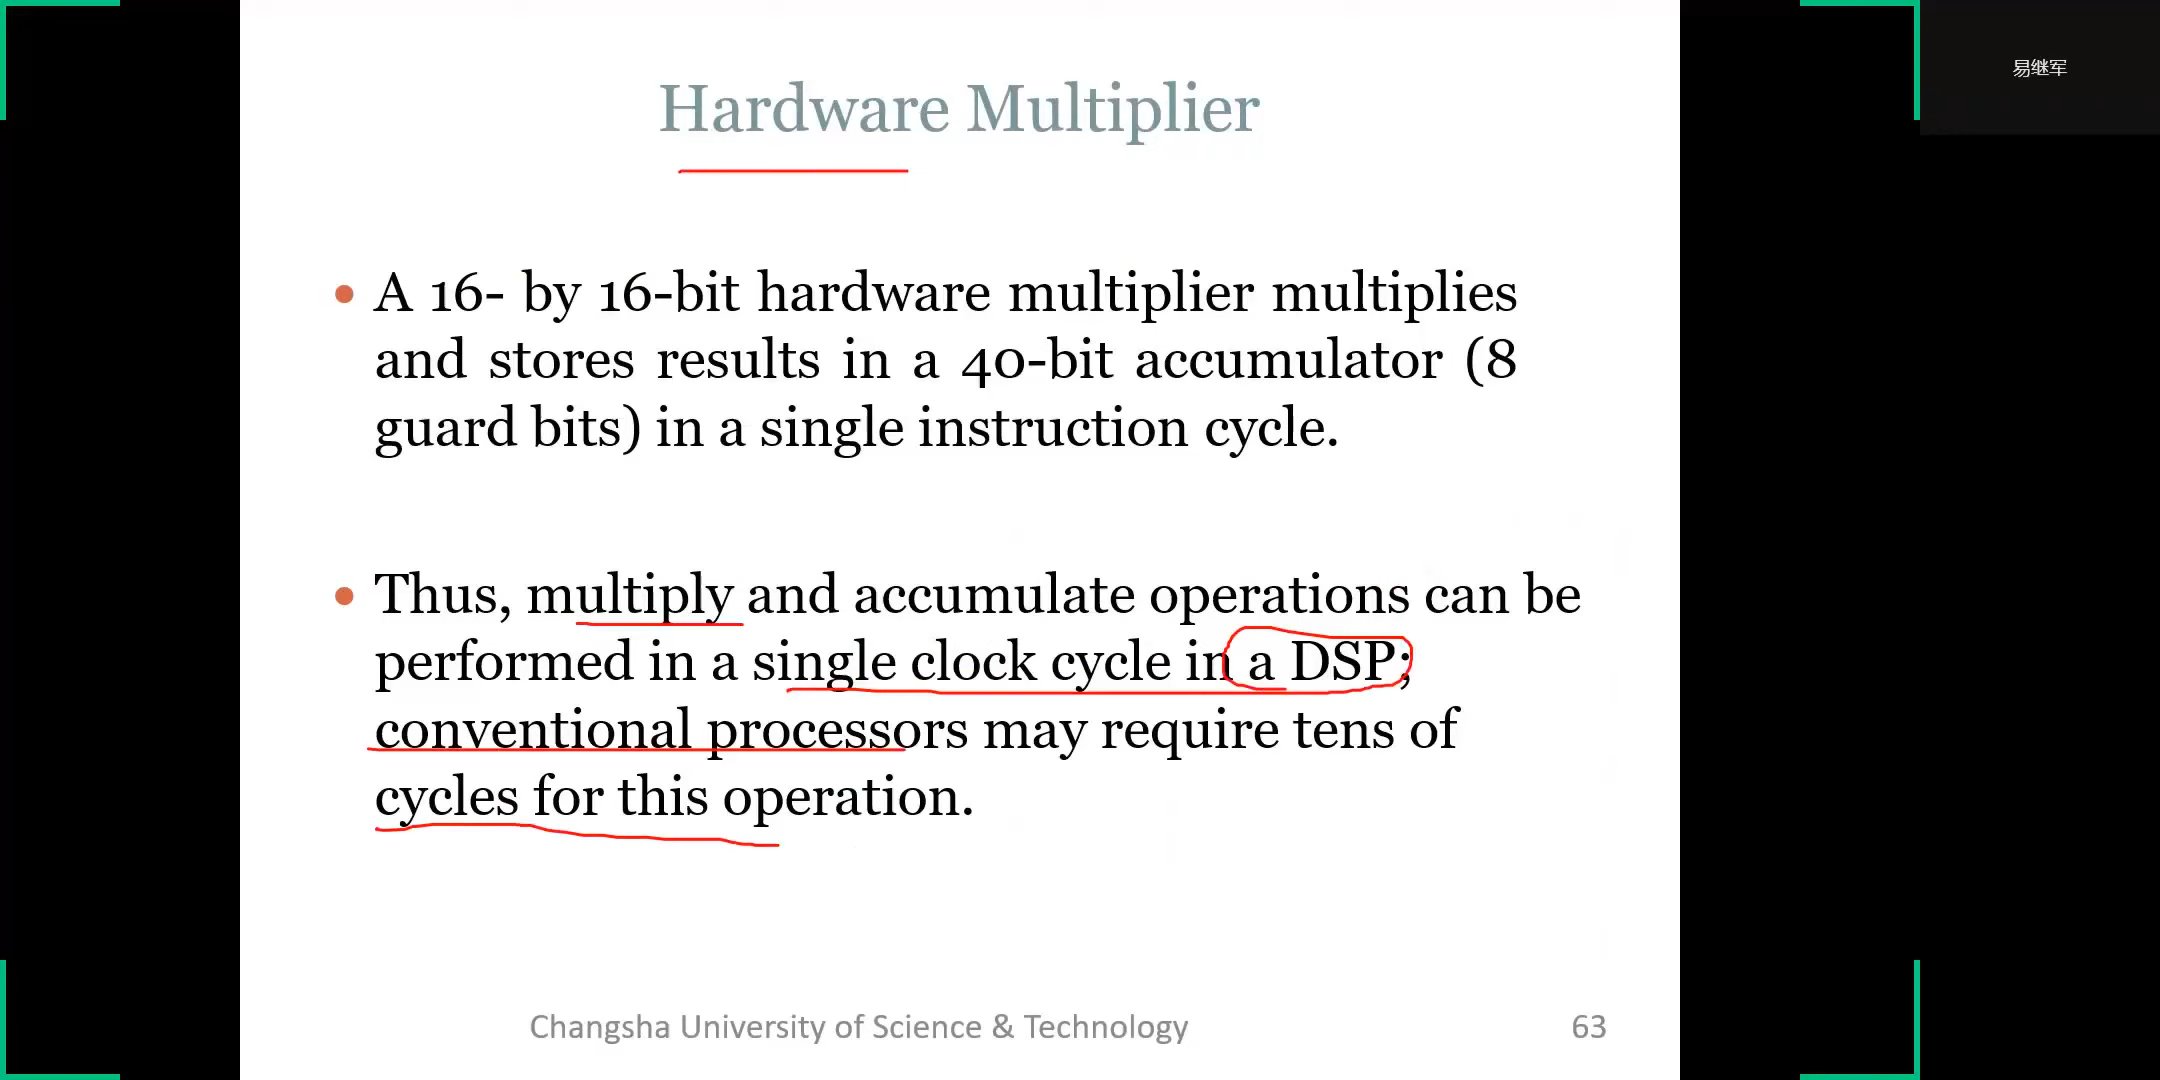 易继军
Hardware Multiplier
• A 16- by 16-bit hardware multiplier multiplies
and stores results in a 40-bit accumulator (8
guard bits) in a single instruction cycle.
• Thus, multiply and accumulate operations can be
performed in a single clock cycle in a DSP;
conventional processors may require tens of
cycles for this operation.
Changsha University of Science & Technology
63